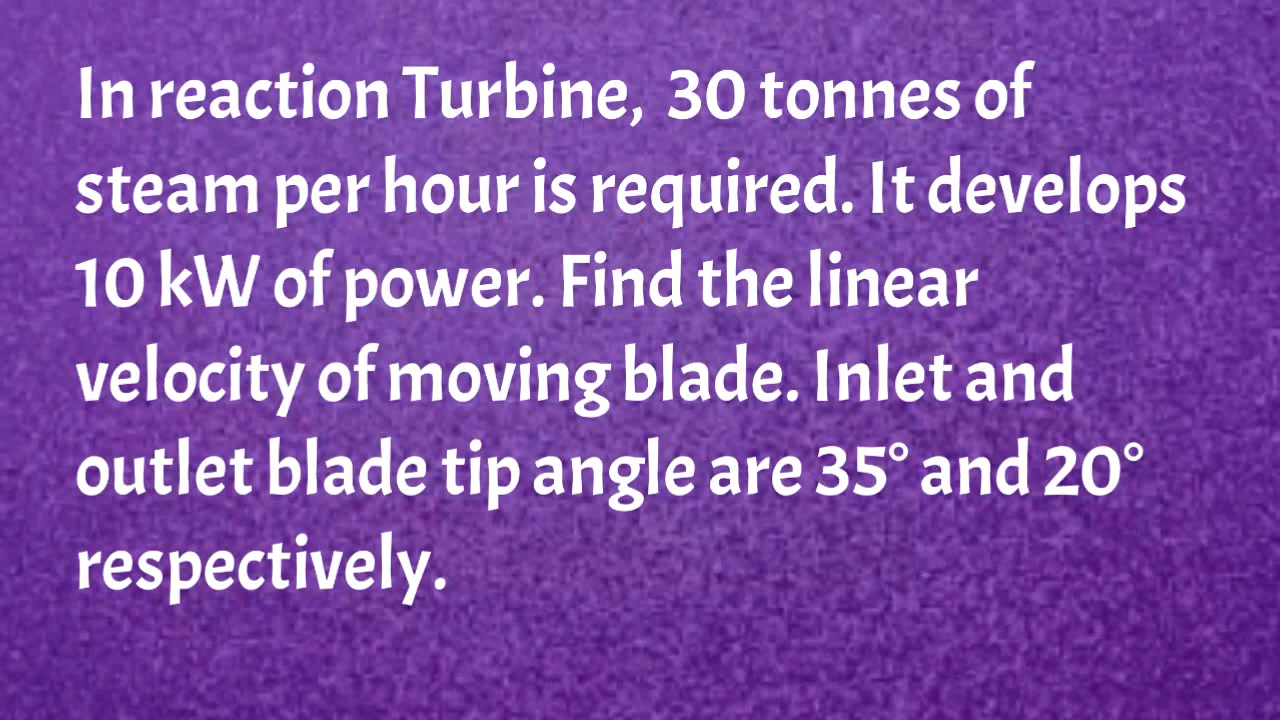 In reaction Turbine, 30 tonnes of
steam per hour is required. It develops
10 kW of power. Find the linear
velocity of moving blade. Inlet and
outlet blade tip angle are 35° and 20°
respectively.